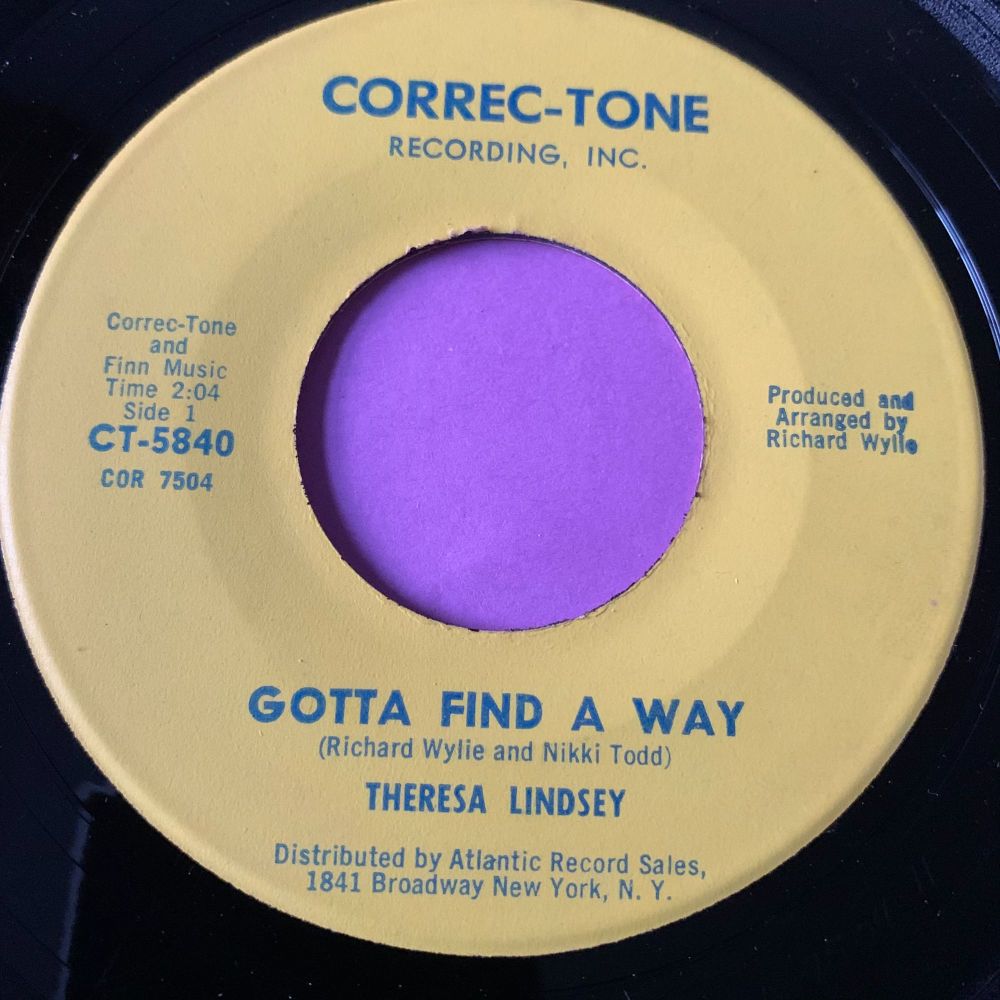 CORREC-TONE
RECORDING, INC.
Correc-Tone
and
Finn Music
Time 2:04
Side 1
CT-5840
COR 7504
Produced and
Arranged by
Richard Wylie
GOTTA FIND A WAY
(Richard Wylie and Nikki Todd)
THERESA LINDSEY
Distributed by Atlantic Record Sales,
1841 Broadway New York, N. Y.